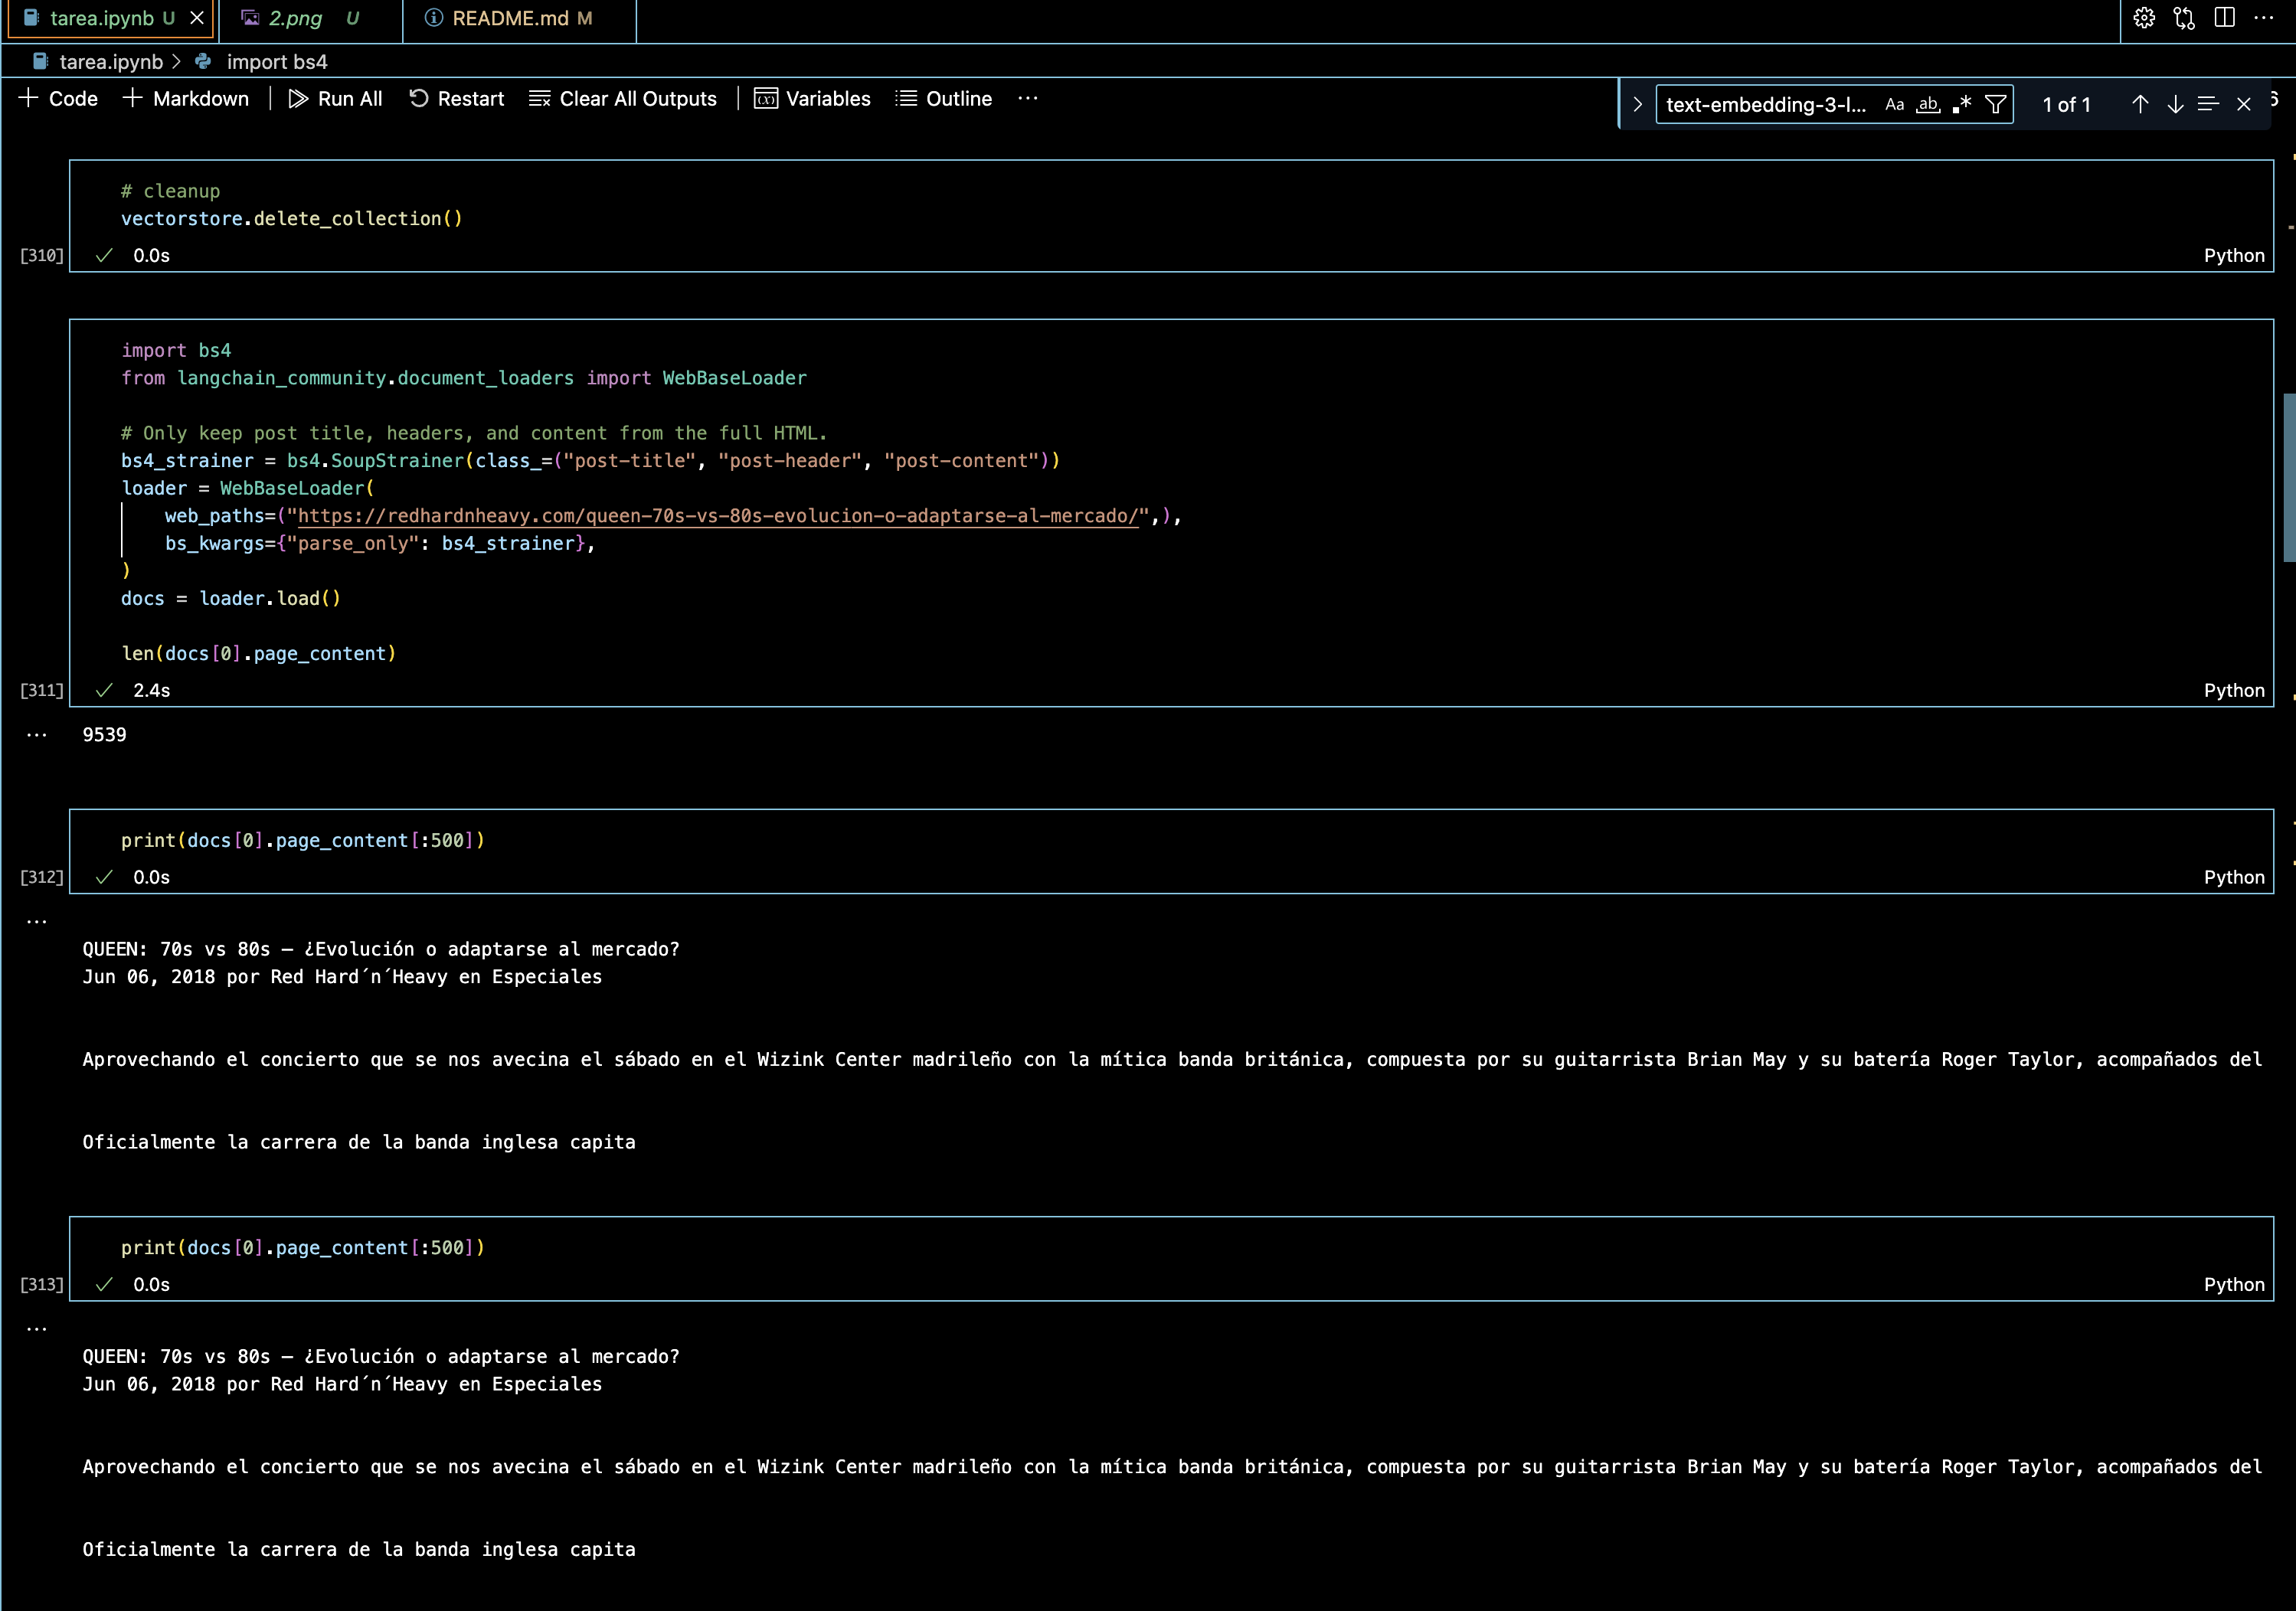 tarea.ipynb U
2.png U
README.md M
tarea.ipynb > import bs4
+ Code + Markdown Run All Restart Clear All Outputs Variables Outline ...
text-embedding-3-l... Aa ab 1 of 1
# cleanup
vectorstore.delete_collection()
[310] 0.0s Python
import bs4
from langchain_community.document_loaders import WebBaseLoader
# Only keep post title, headers, and content from the full HTML.
bs4_strainer = bs4.SoupStrainer(class_=("post-title", "post-header", "post-content"))
loader = WebBaseLoader(
    web_paths=("https://redhardnheavy.com/queen-70s-vs-80s-evolucion-o-adaptarse-al-mercado/",),
    bs_kwargs={"parse_only": bs4_strainer},
)
docs = loader.load()
len(docs[0].page_content)
[311] 2.4s Python
... 9539
print(docs[0].page_content[:500])
[312] 0.0s Python
...
QUEEN: 70s vs 80s – ¿Evolución o adaptarse al mercado?
Jun 06, 2018 por Red Hard´n´Heavy en Especiales
Aprovechando el concierto que se nos avecina el sábado en el Wizink Center madrileño con la mítica banda británica, compuesta por su guitarrista Brian May y su batería Roger Taylor, acompañados del
Oficialmente la carrera de la banda inglesa capita
print(docs[0].page_content[:500])
[313] 0.0s Python
...
QUEEN: 70s vs 80s – ¿Evolución o adaptarse al mercado?
Jun 06, 2018 por Red Hard´n´Heavy en Especiales
Aprovechando el concierto que se nos avecina el sábado en el Wizink Center madrileño con la mítica banda británica, compuesta por su guitarrista Brian May y su batería Roger Taylor, acompañados del
Oficialmente la carrera de la banda inglesa capita